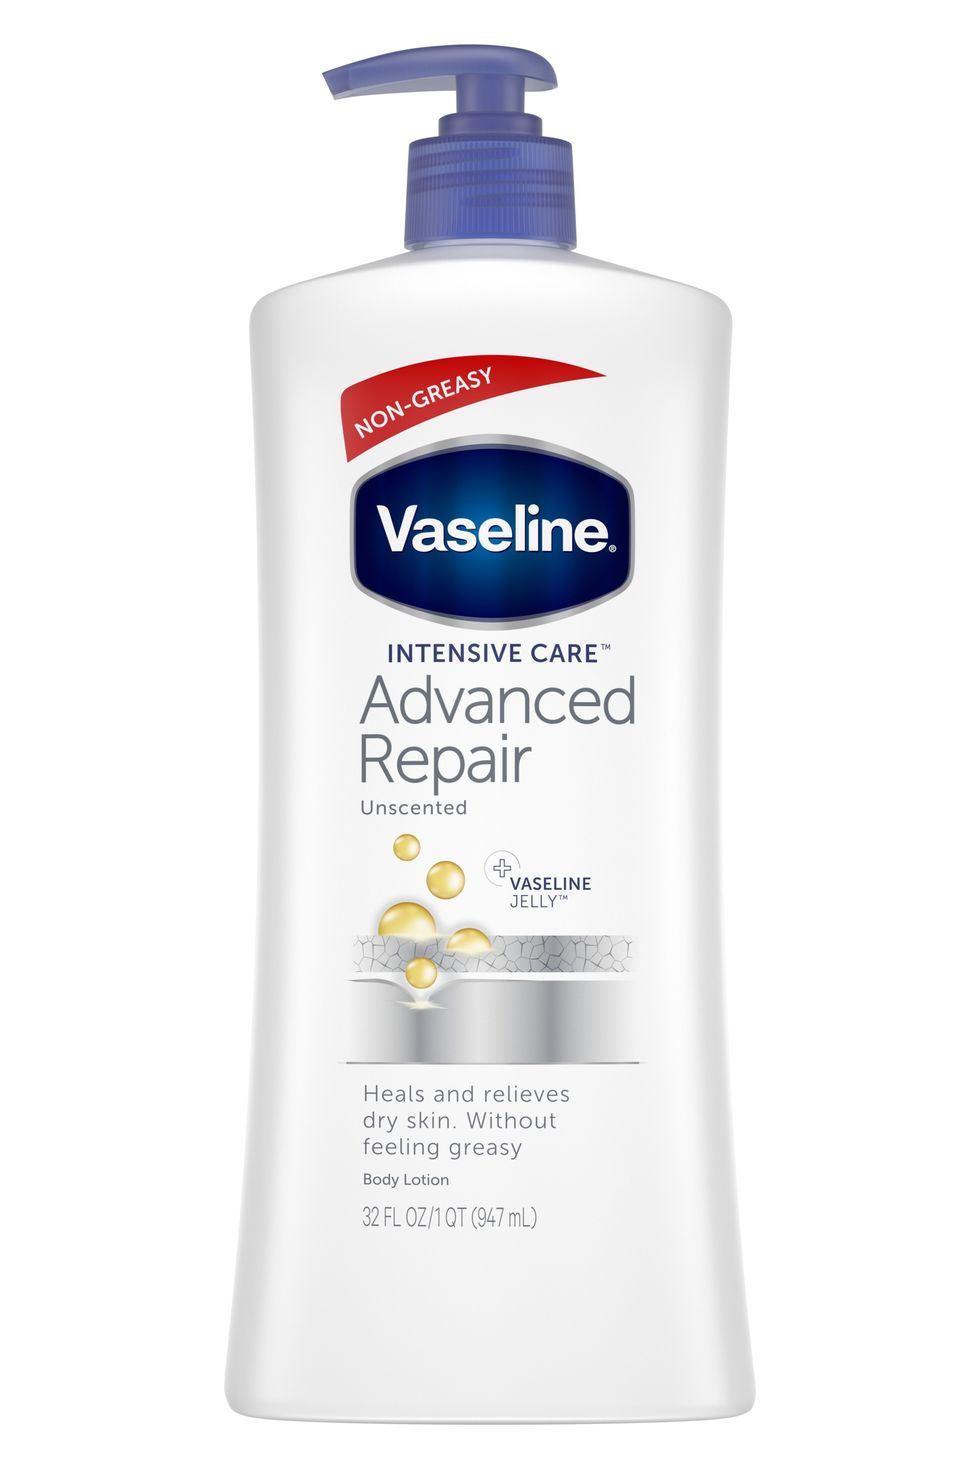 NON-GREASY
Vaseline®
INTENSIVE CARE™
Advanced
Repair
Unscented
VASELINE
JELLY™
Heals and relieves
dry skin. Without
feeling greasy
Body Lotion
32 FL OZ/1 QT (947 mL)